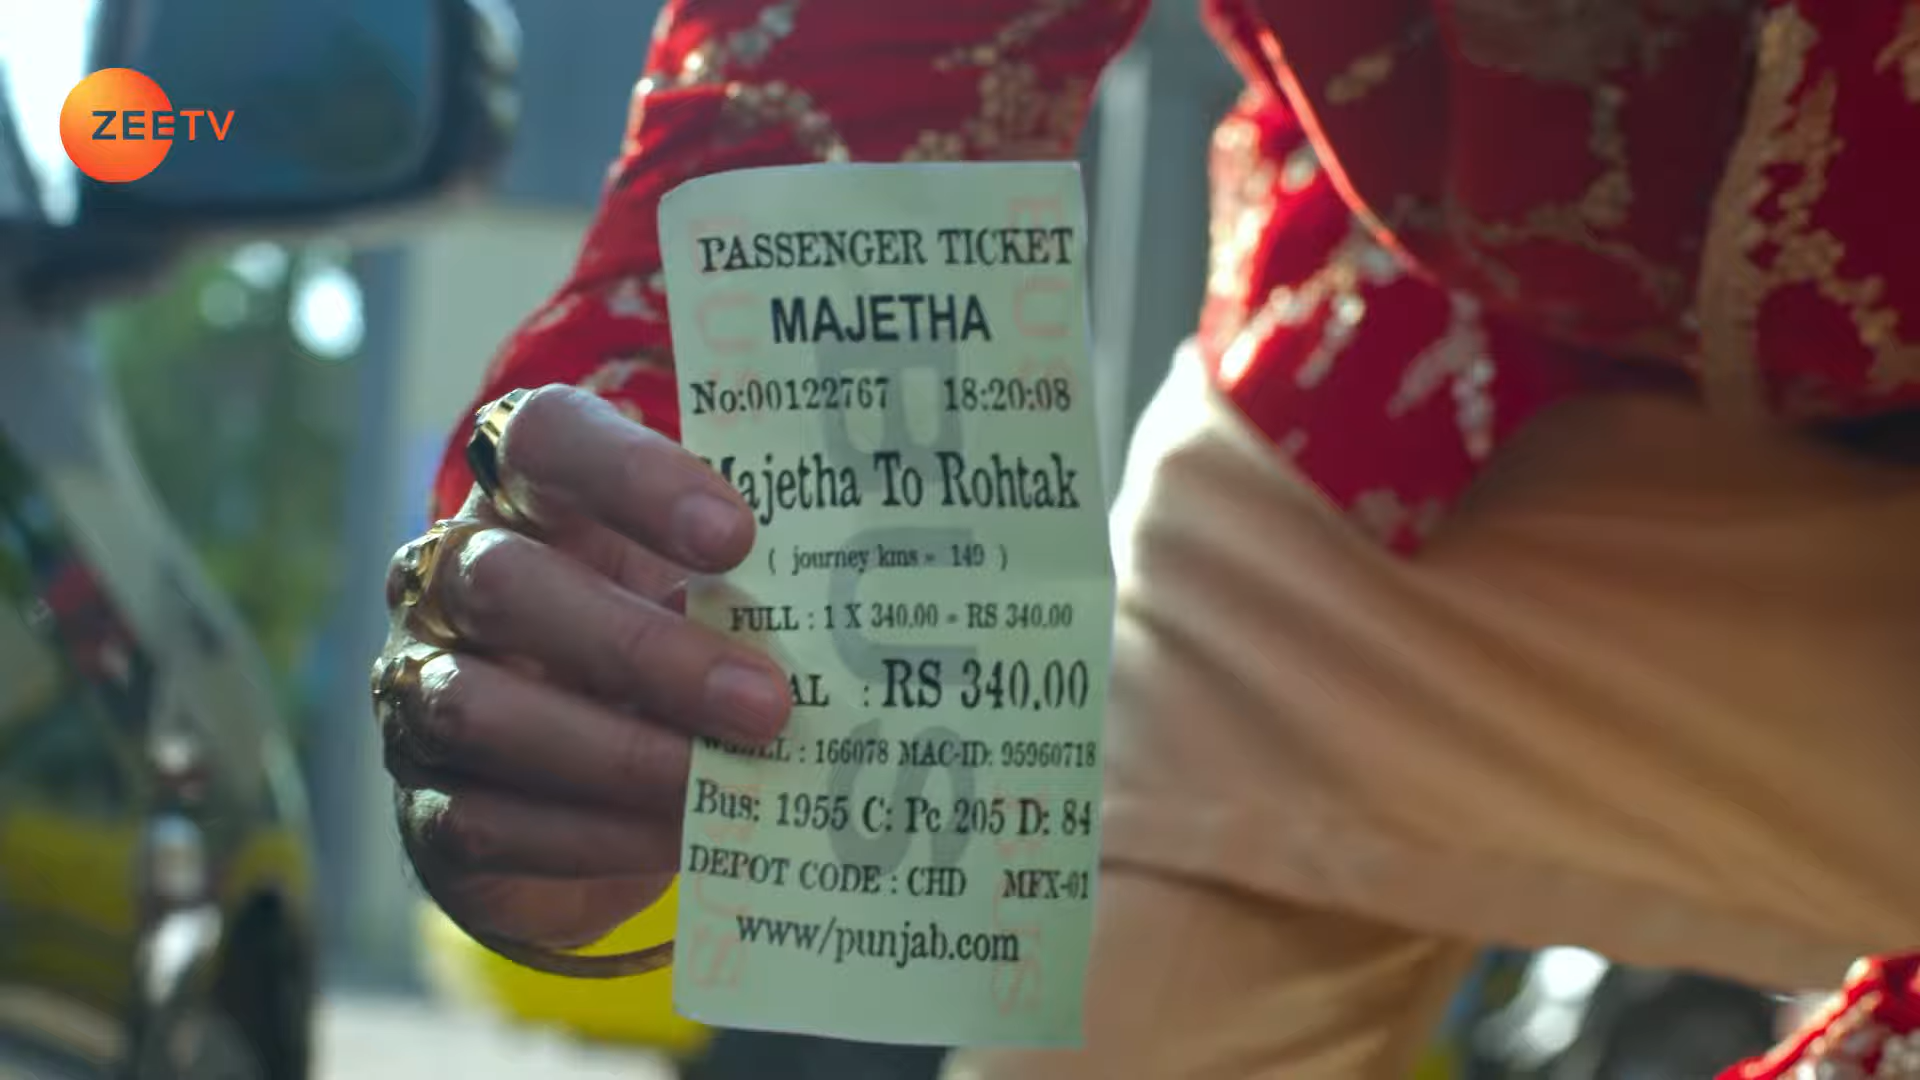 ZEETV
PASSENGER TICKET
MAJETHA
No:00122767 18:20:08
To Rohtak
( journey kms = 149 )
FULL : 1 X 340.00 = RS 340.00
: RS 340.00
: 166078 MAC-ID: 95960718
Bus: 1955 C: Pc 205 D: 84
DEPOT CODE : CHD MFX-01
www/punjab.com
BUS